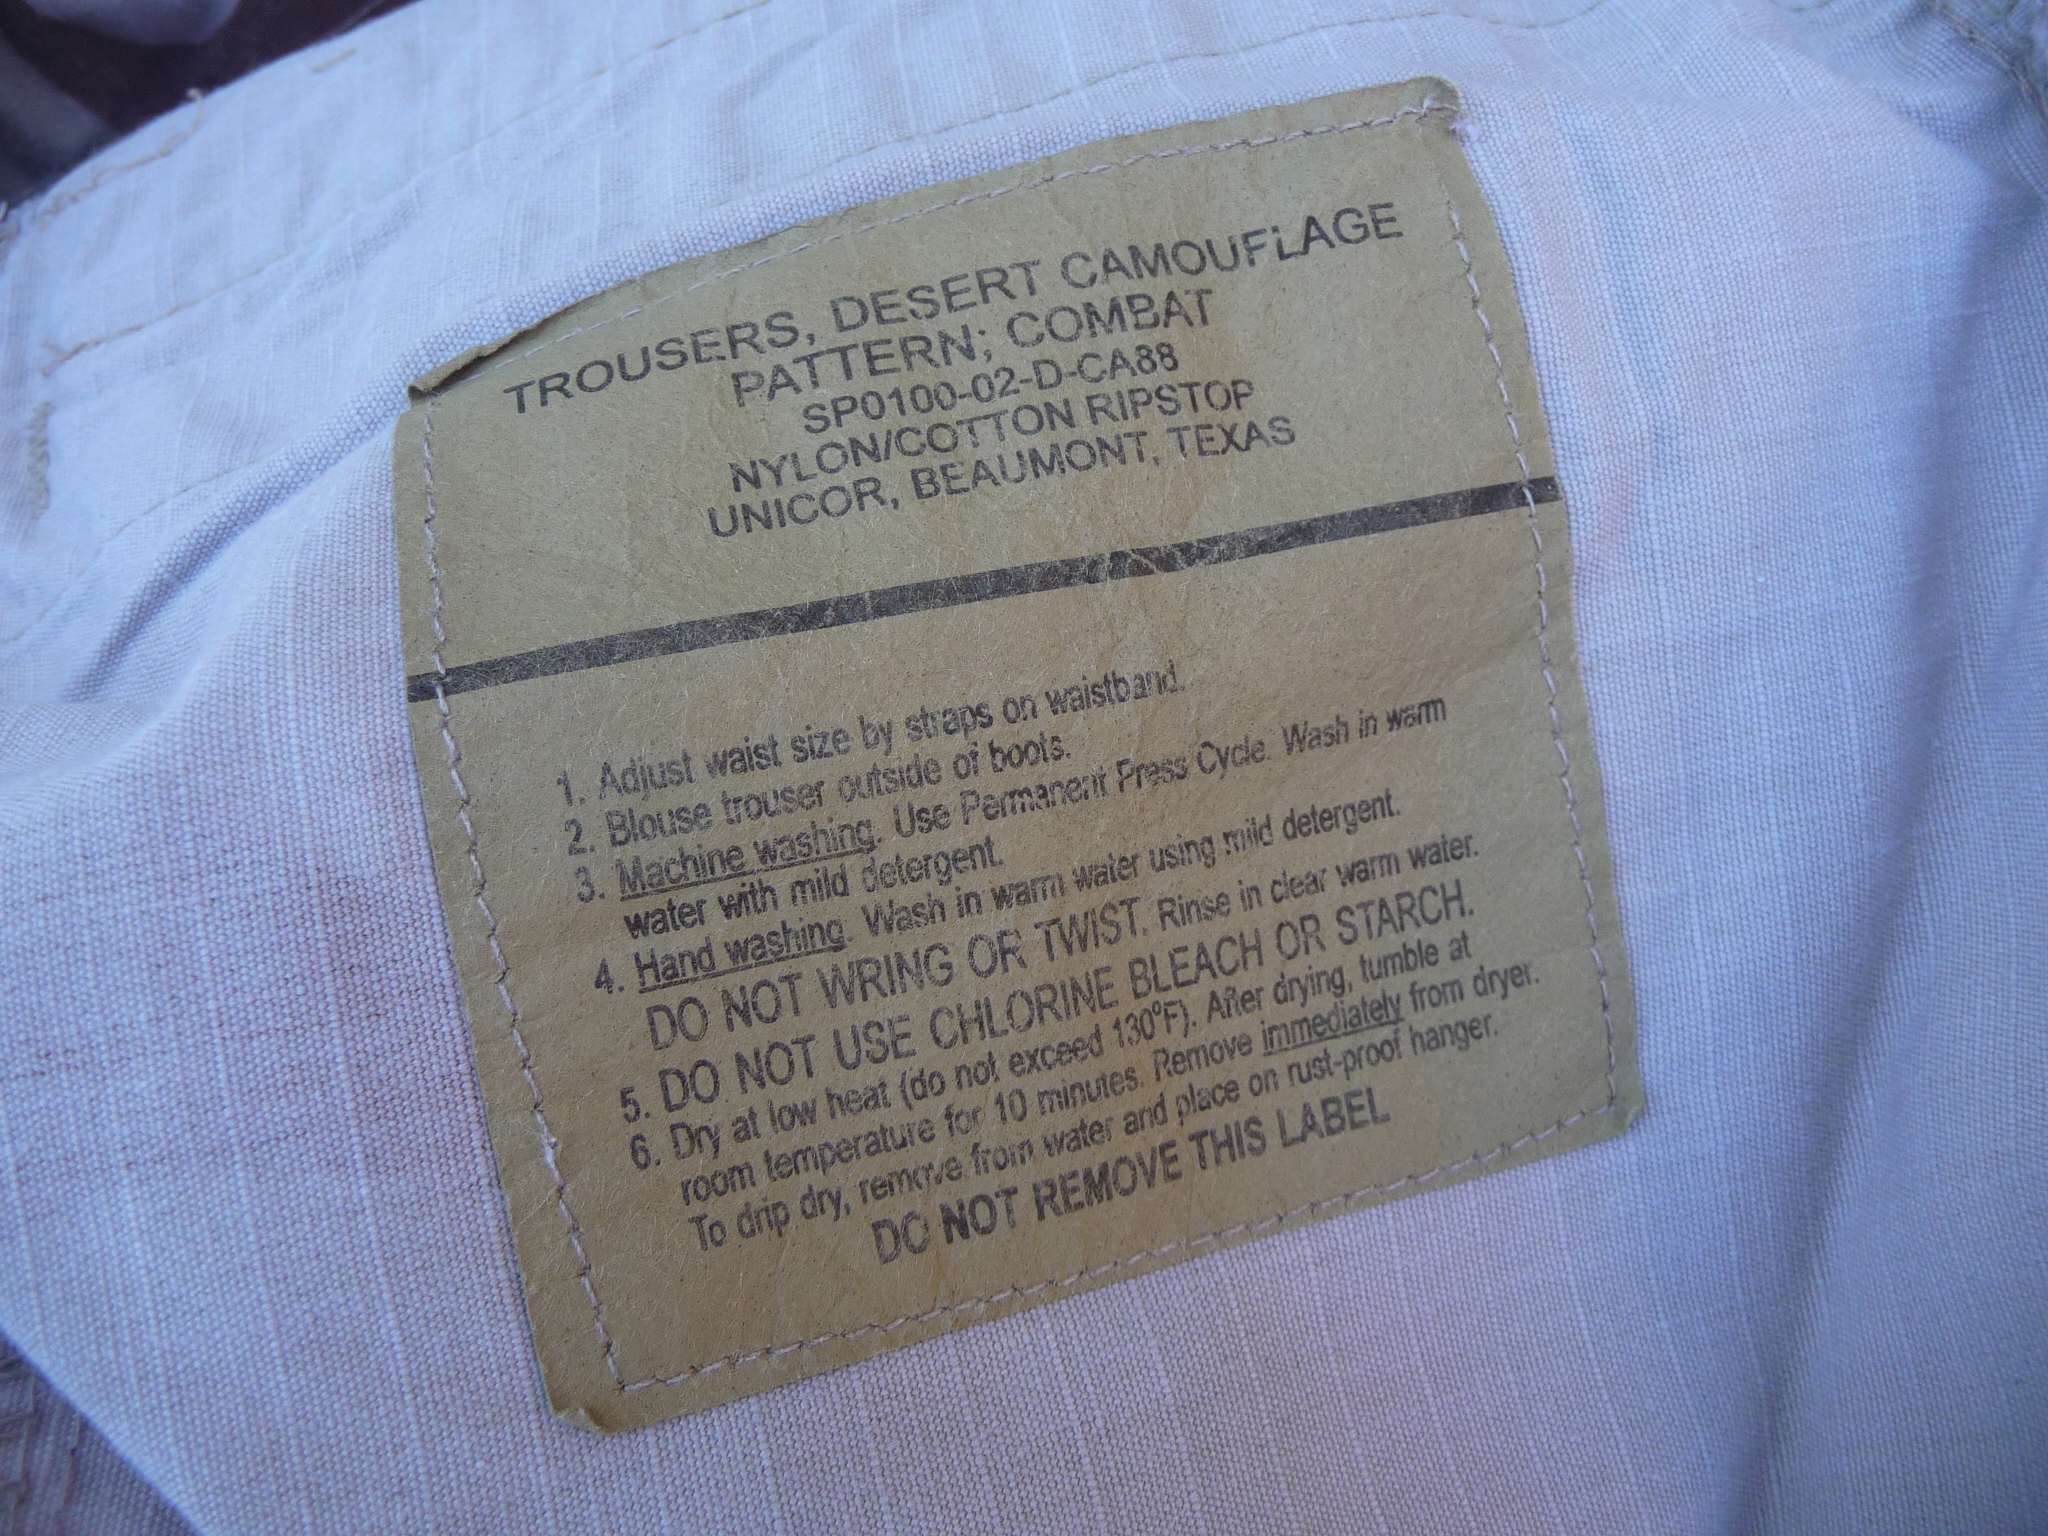 TROUSERS, DESERT CAMOUFLAGE
PATTERN; COMBAT
SP0100-02-D-CA88
NYLON/COTTON RIPSTOP
UNICOR, BEAUMONT, TEXAS
1. Adjust waist size by straps on waistband.
2. Blouse trouser outside of boots.
3. Machine washing. Use Permanent Press Cycle. Wash in warm
water with mild detergent.
4. Hand washing. Wash in warm water using mild detergent.
DO NOT WRING OR TWIST. Rinse in clear warm water.
5. DO NOT USE CHLORINE BLEACH OR STARCH.
6. Dry at low heat (do not exceed 130°F). After drying, tumble at
room temperature for 10 minutes. Remove immediately from dryer.
To drip dry, remove from water and place on rust-proof hanger.
DO NOT REMOVE THIS LABEL